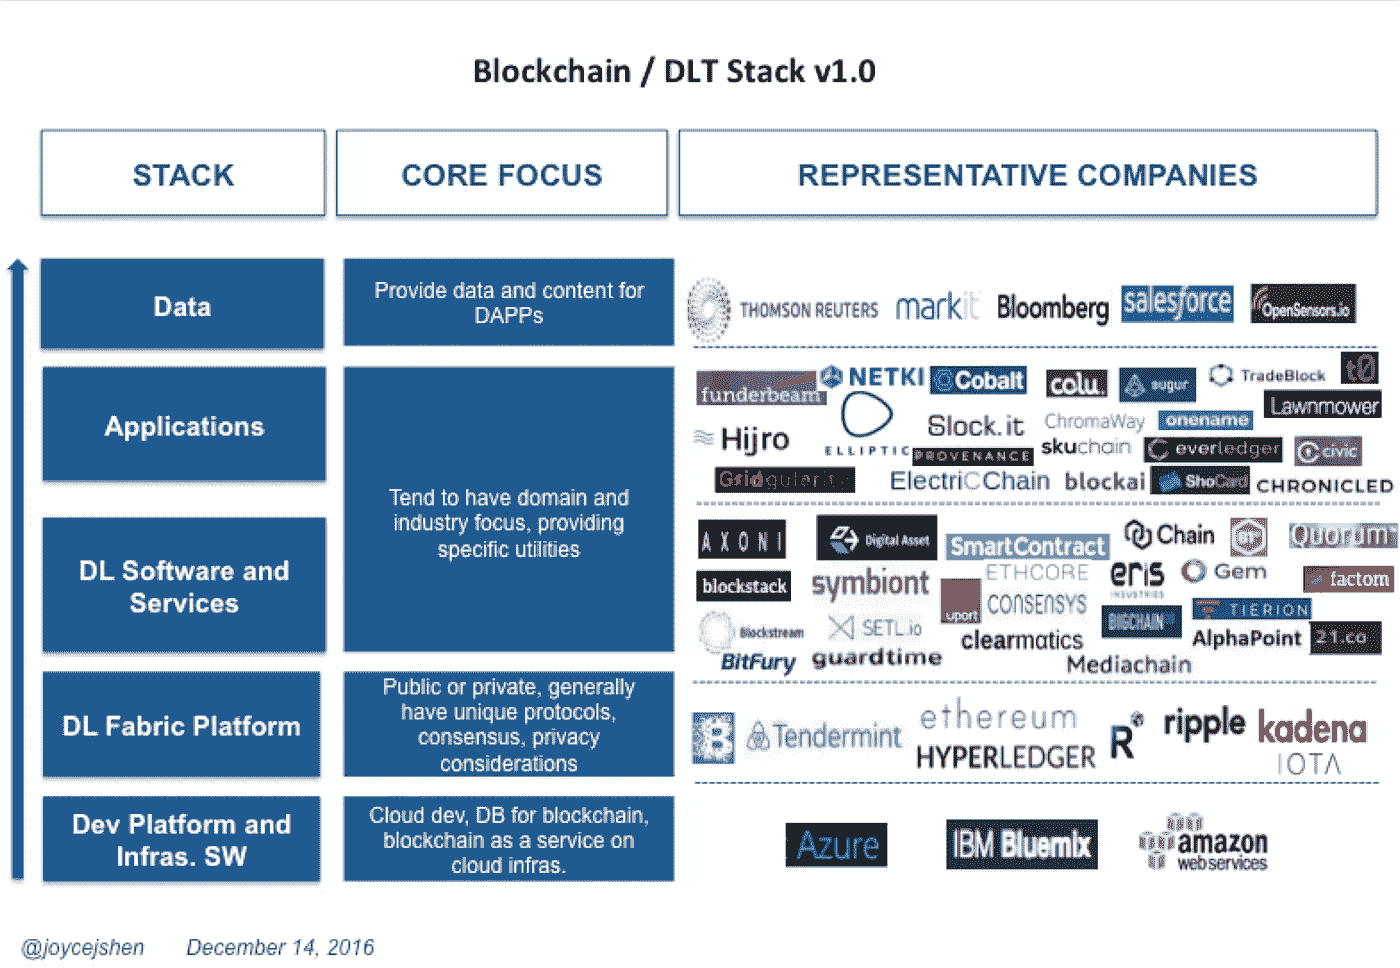 Blockchain / DLT Stack v1.0
STACK
CORE FOCUS
REPRESENTATIVE COMPANIES
Data
Provide data and content for
DAPPs
THOMSON REUTERS
markit
Bloomberg
salesforce
OpenSensors.io
Applications
Tend to have domain and
industry focus, providing
specific utilities
funderbeam
NETKI
Cobalt
colu.
augur
TradeBlock
t0
Lawnmower
Hijro
ELLIPTIC
Slock.it
ChromaWay
onename
PROVENANCE
skuchain
everledger
civic
ElectriCChain
blockai
ShoCard
CHRONICLED
DL Software and
Services
AXONI
Digital Asset
SmartContract
Chain
Quorum
blockstack
symbiont
ETHCORE
eris
INDUSTRIES
Gem
factom
uport
CONSENSYS
BIGCHAIN
TIERION
Blockstream
SETL.io
clearmatics
AlphaPoint
21.co
BitFury
guardtime
Mediachain
DL Fabric Platform
Public or private, generally
have unique protocols,
consensus, privacy
considerations
B
Tendermint
ethereum
HYPERLEDGER
R3
ripple
kadena
IOTA
Dev Platform and
Infras. SW
Cloud dev, DB for blockchain,
blockchain as a service on
cloud infras.
Azure
IBM Bluemix
amazon
webservices
@joycejshen
December 14, 2016